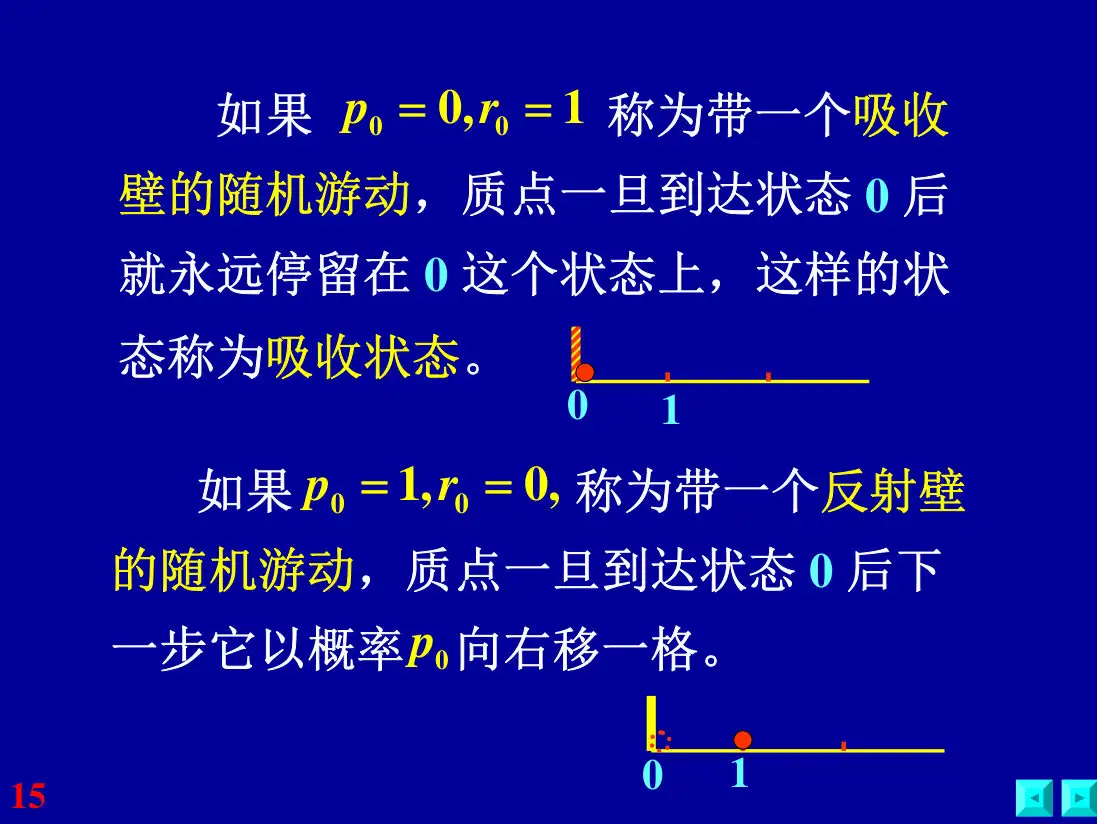 如果 p₀ = 0, r₀ = 1 称为带一个吸收
壁的随机游动，质点一旦到达状态 0 后
就永远停留在 0 这个状态上，这样的状
态称为吸收状态。
0 1
如果 p₀ = 1, r₀ = 0, 称为带一个反射壁
的随机游动，质点一旦到达状态 0 后下
一步它以概率 p₀ 向右移一格。
0 1
15